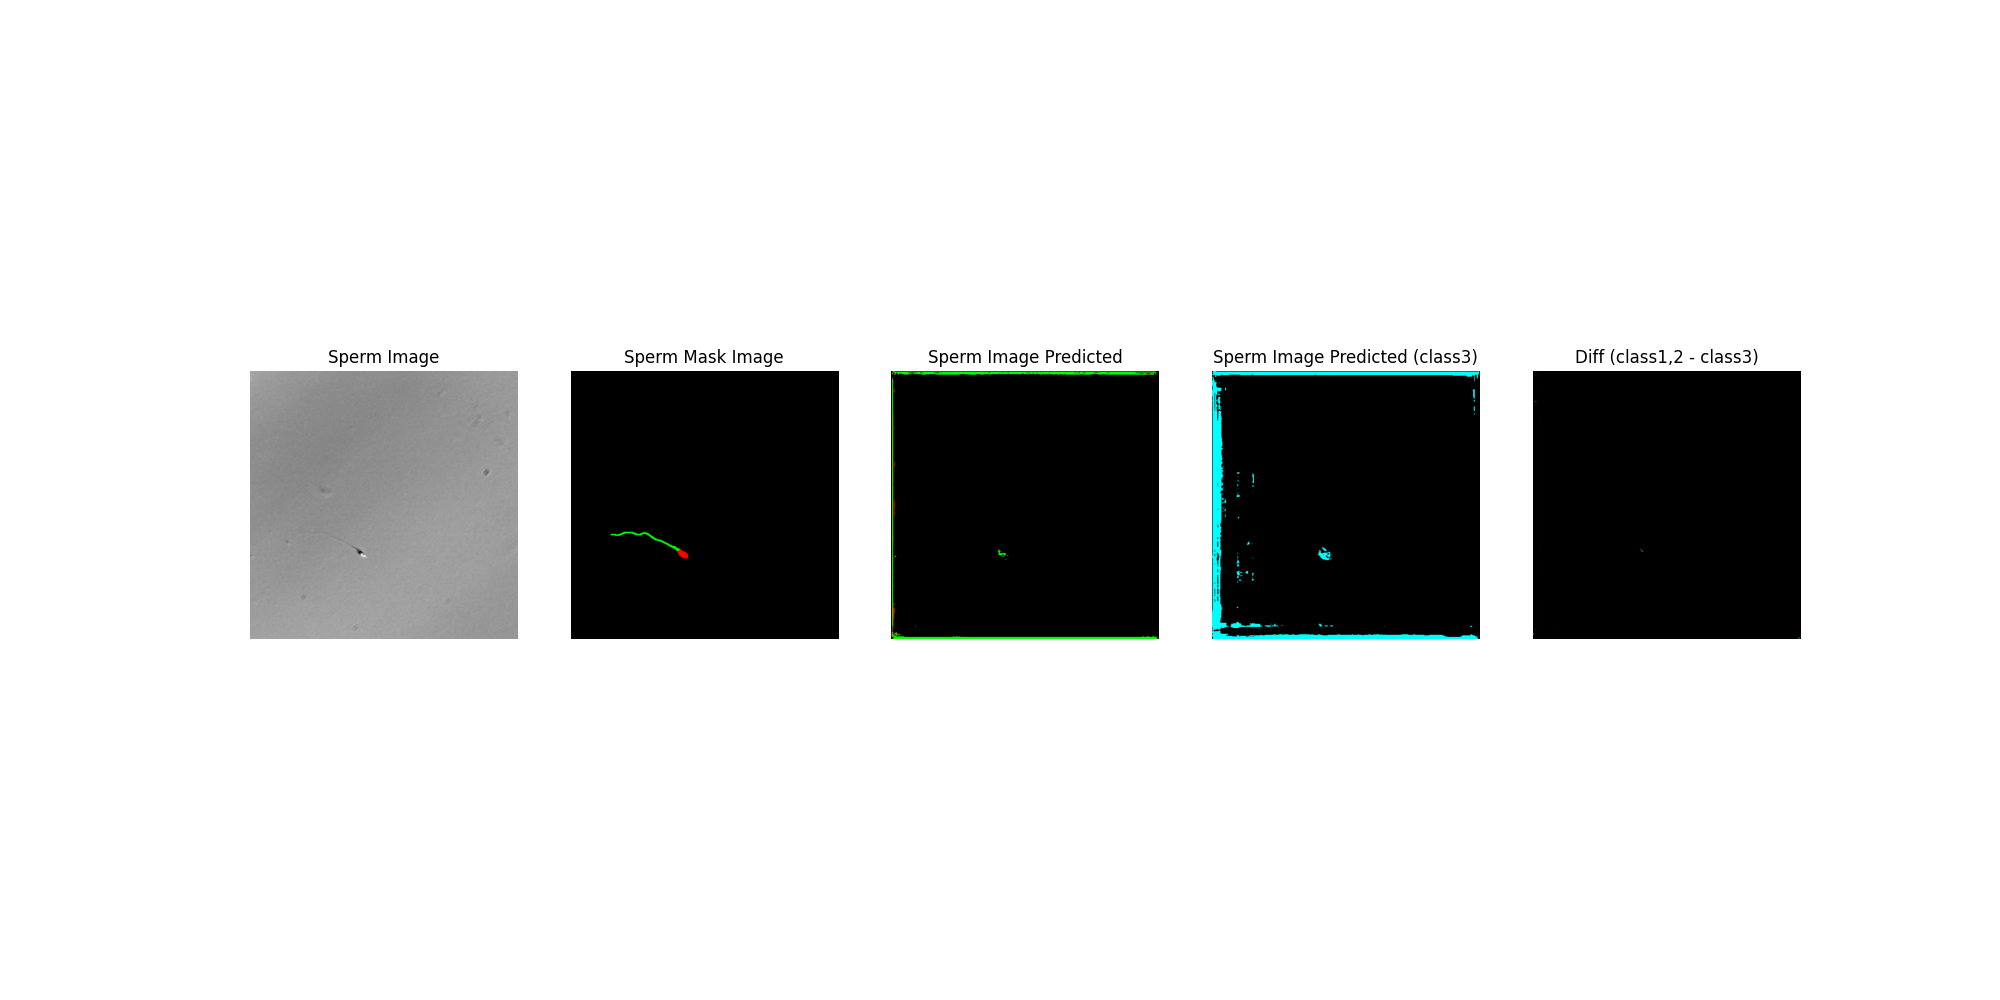 Sperm Image
Sperm Mask Image
Sperm Image Predicted
Sperm Image Predicted (class3)
Diff (class1,2 - class3)